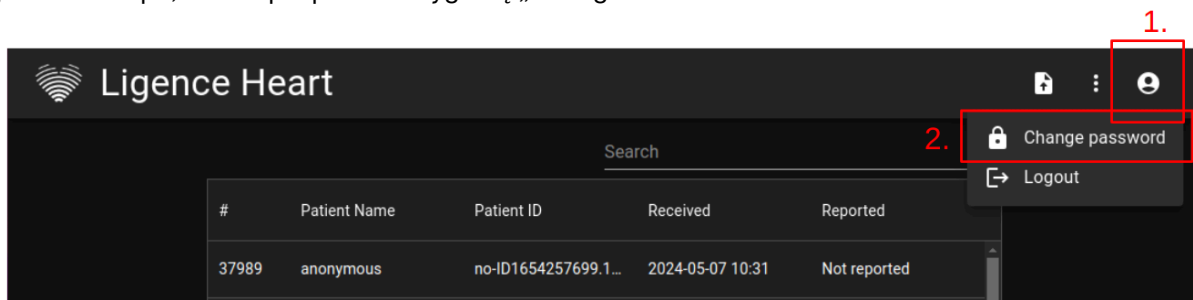 1.
Ligence Heart
2.
Change password
Search
Logout
# Patient Name Patient ID Received Reported
37989 anonymous no-ID1654257699.1... 2024-05-07 10:31 Not reported